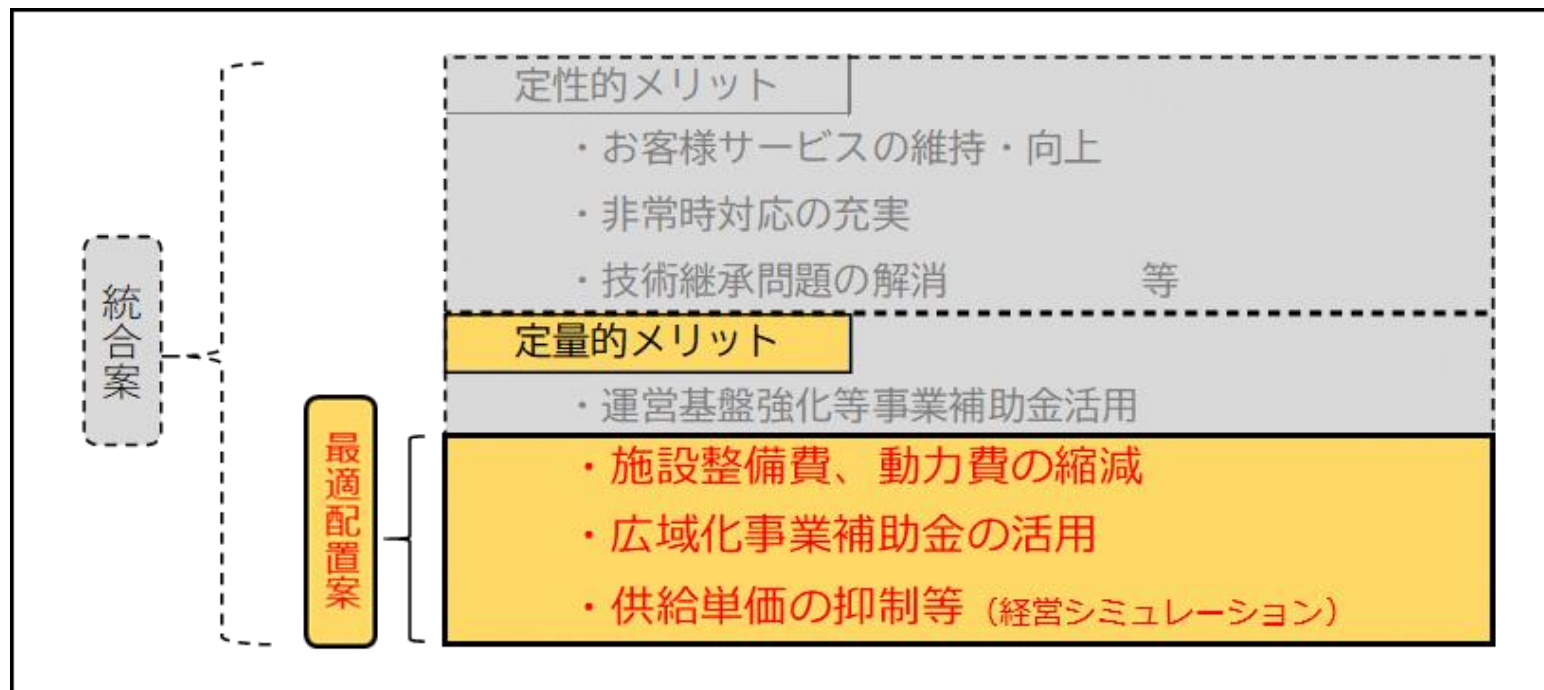 定性的メリット
・お客様サービスの維持・向上
・非常時対応の充実
・技術継承問題の解消 等
統合案
定量的メリット
・運営基盤強化等事業補助金活用
最適配置案
・施設整備費、動力費の縮減
・広域化事業補助金の活用
・供給単価の抑制等（経営シミュレーション）